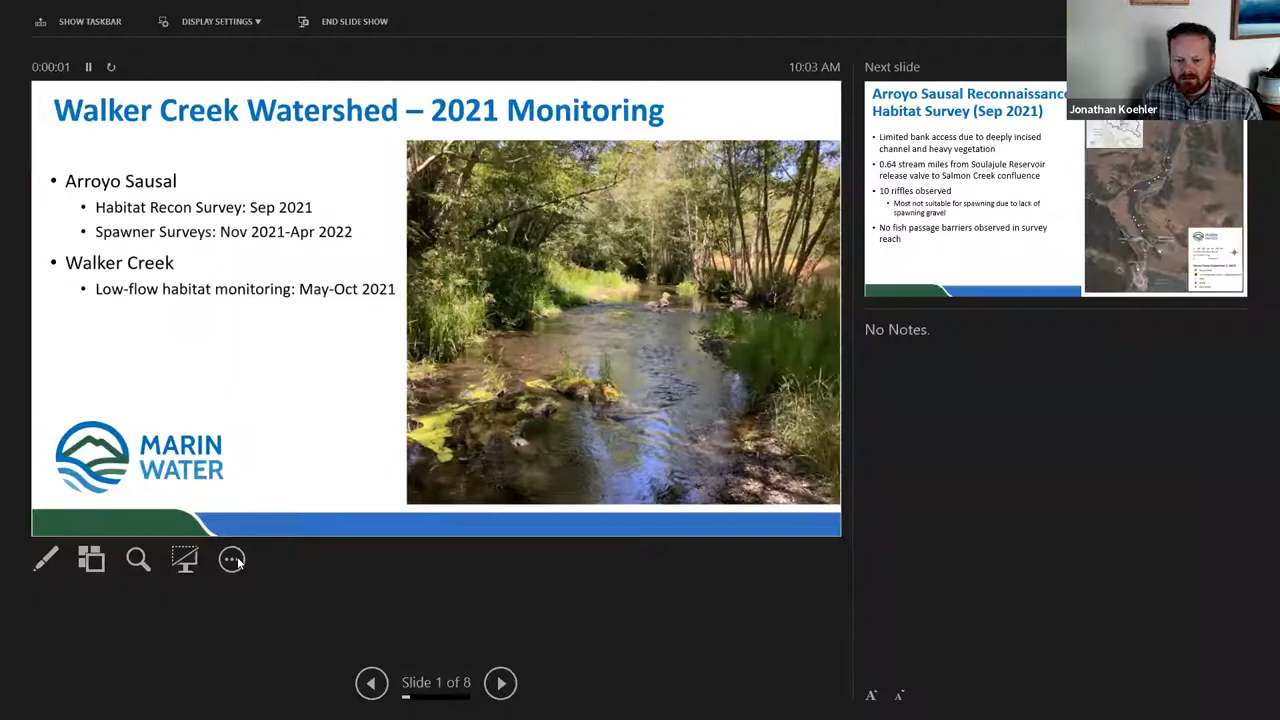 SHOW TASKBAR
DISPLAY SETTINGS ▼
END SLIDE SHOW
0:00:01
10:03 AM
Walker Creek Watershed – 2021 Monitoring
• Arroyo Sausal
• Habitat Recon Survey: Sep 2021
• Spawner Surveys: Nov 2021-Apr 2022
• Walker Creek
• Low-flow habitat monitoring: May-Oct 2021
MARIN
WATER
Slide 1 of 8
Next slide
Jonathan Koehler
Arroyo Sausal Reconnaissance
Habitat Survey (Sep 2021)
• Limited bank access due to deeply incised
channel and heavy vegetation
• 0.64 stream miles from Soulajule Reservoir
release valve to Salmon Creek confluence
• 10 riffles observed
• Most not suitable for spawning due to lack of
spawning gravel
• No fish passage barriers observed in survey
reach
MARIN
WATER
No Notes.
A A